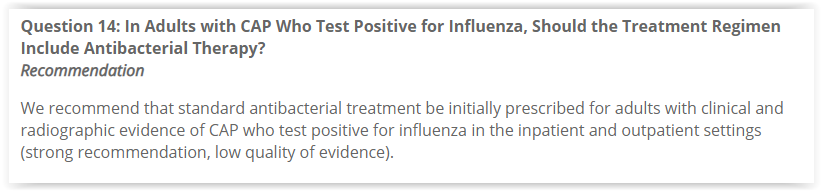 Question 14: In Adults with CAP Who Test Positive for Influenza, Should the Treatment Regimen
Include Antibacterial Therapy?
Recommendation
We recommend that standard antibacterial treatment be initially prescribed for adults with clinical and
radiographic evidence of CAP who test positive for influenza in the inpatient and outpatient settings
(strong recommendation, low quality of evidence).